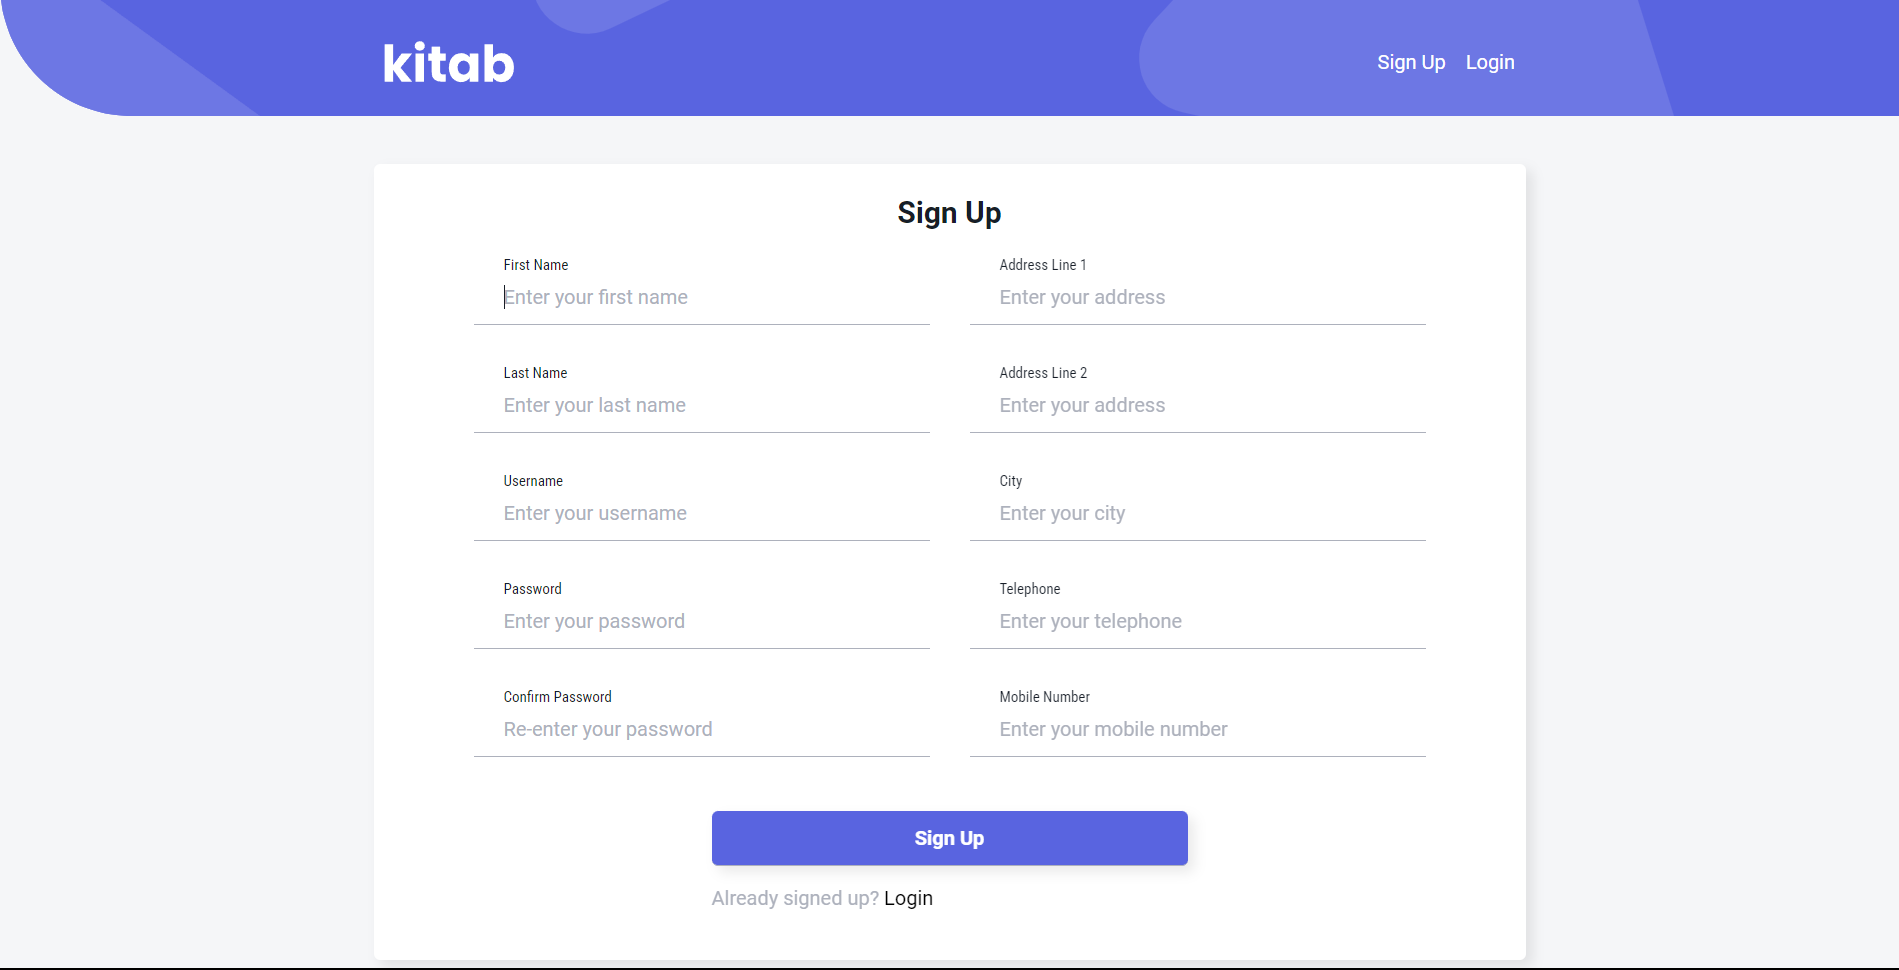 kitab
Sign Up Login
Sign Up
First Name
Enter your first name
Last Name
Enter your last name
Username
Enter your username
Password
Enter your password
Confirm Password
Re-enter your password
Address Line 1
Enter your address
Address Line 2
Enter your address
City
Enter your city
Telephone
Enter your telephone
Mobile Number
Enter your mobile number
Sign Up
Already signed up? Login